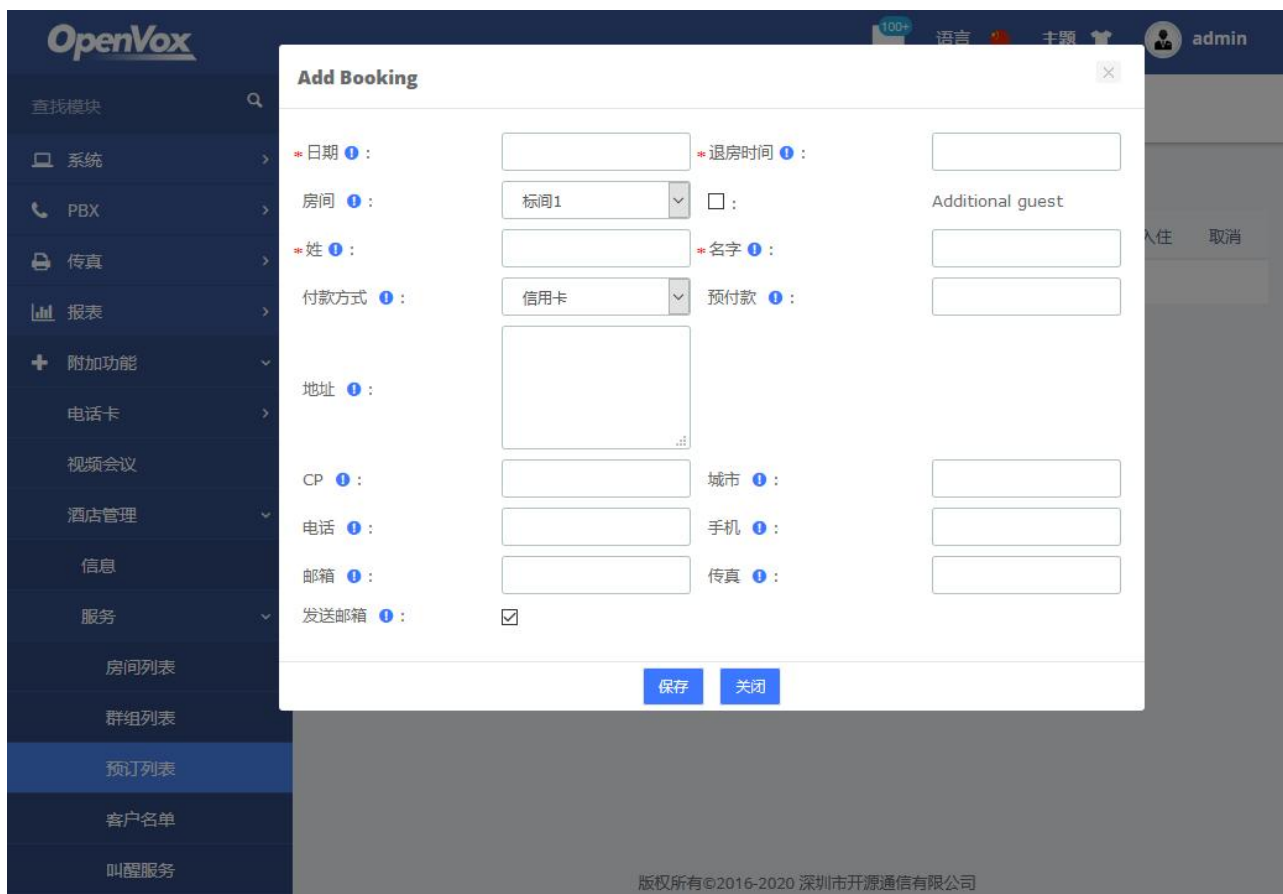 OpenVox
100+
语言
主题
admin
查找模块
系统
PBX
传真
报表
附加功能
电话卡
视频会议
酒店管理
信息
服务
房间列表
群组列表
预订列表
客户名单
叫醒服务
Add Booking
*日期 : *退房时间 :
房间 : 标间1 : Additional guest
*姓 : *名字 :
付款方式 : 信用卡 预付款 :
地址 :
CP : 城市 :
电话 : 手机 :
邮箱 : 传真 :
发送邮箱 :
保存 关闭
入住 取消
版权所有©2016-2020 深圳市开源通信有限公司